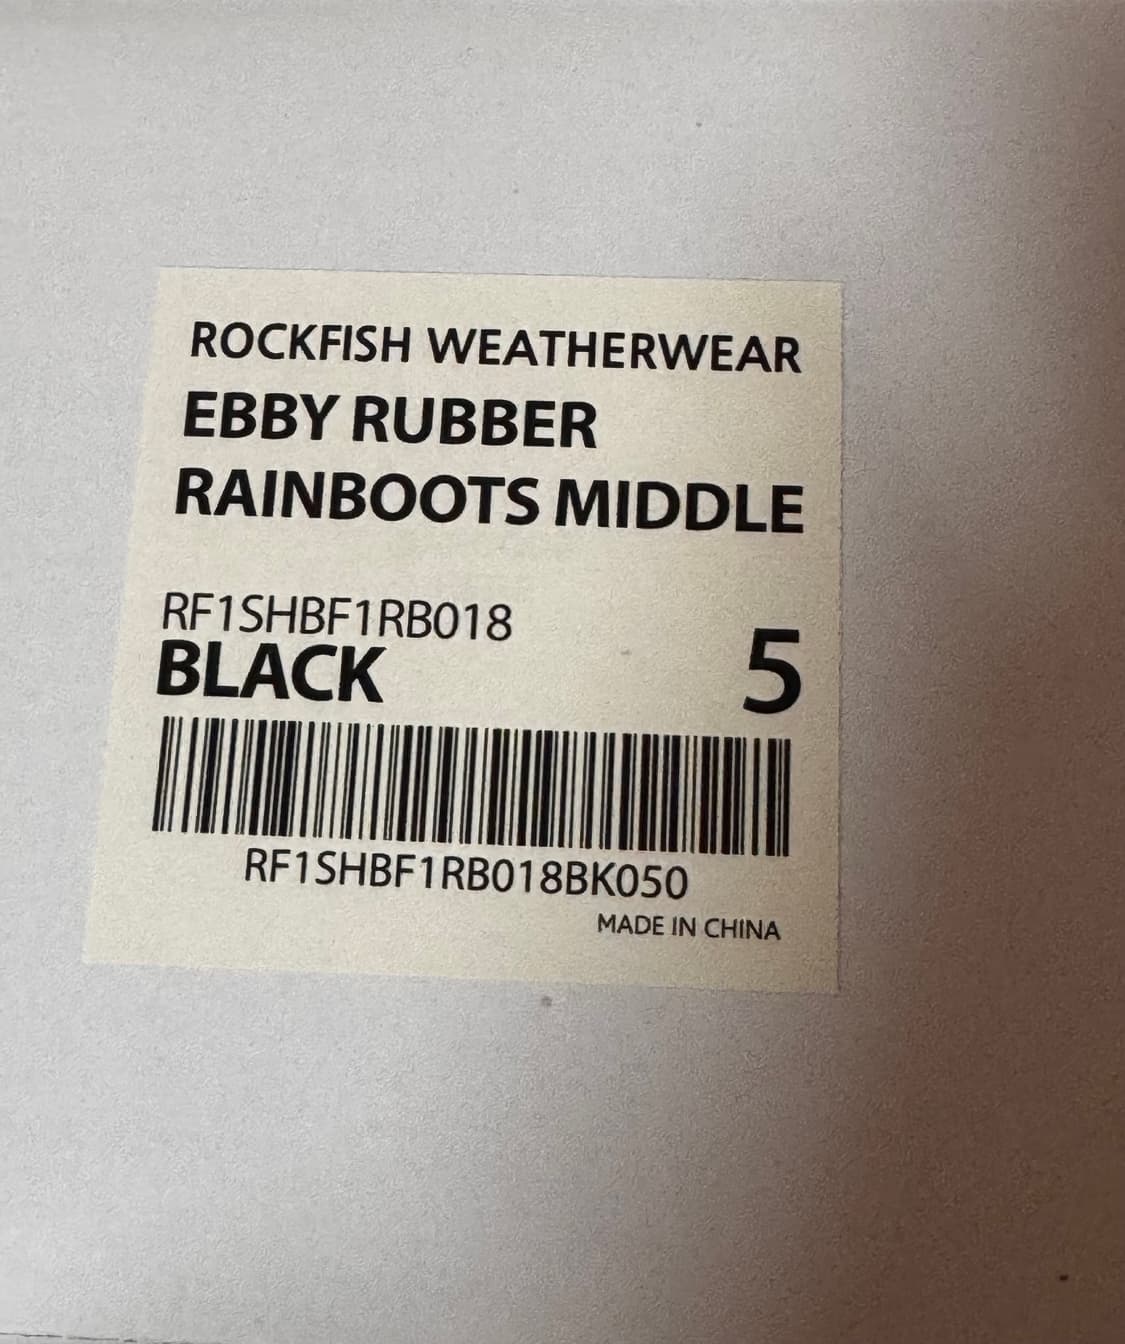 ROCKFISH WEATHERWEAR
EBBY RUBBER
RAINBOOTS MIDDLE
RF1SHBF1RB018
BLACK
5
RF1SHBF1RB018BK050
MADE IN CHINA